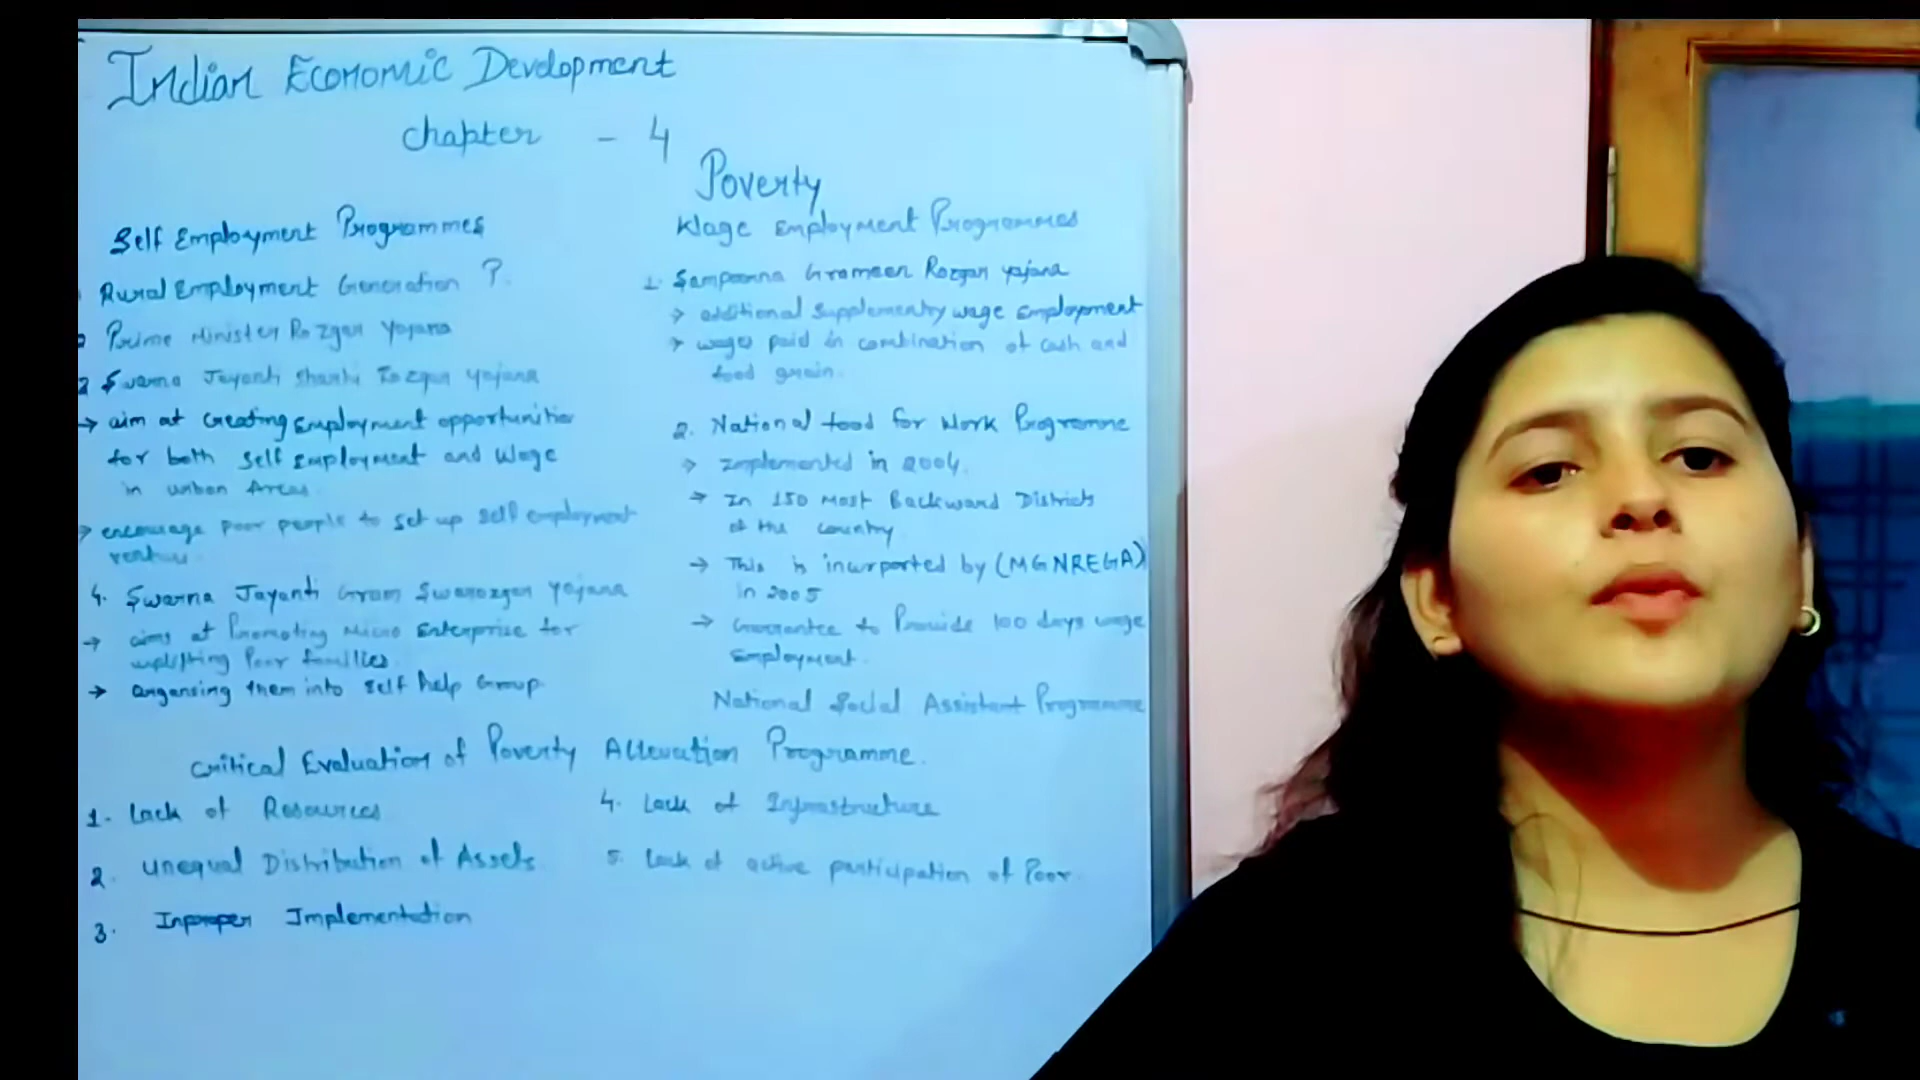 Indian Economic Development
Chapter - 4
Poverty
Self Employment Programmes
Rural Employment Generation P.
Prime Minister Rozgar Yojana
Swarna Jayanti Shahri Rozgar Yojana
→ aim at creating employment opportunities
for both self Employment and Wage
in urban Areas.
→ encourage poor people to set up self employment
4. Swarna Jayanti Gram Swarozgar Yojana
→ aims at Promoting Micro Enterprise for
uplifting Poor families.
→ organsing them into self help Group.
Wage Employment Programmes
1. Sampoorna Grameen Rozgar Yojana
→ additional supplementry wage Employment
→ wages paid in combination of cash and
food grain.
2. National food for Work Programme
→ Implemented in 2004.
→ In 150 Most Backward Districts
of the country
→ This is incorported by (MGNREGA)
in 2005
→ Guarantee to Provide 100 days wage
Employment.
National Social Assistant Programme
Critical Evaluation of Poverty Allevation Programme.
1. Lack of Resources
2. Unequal Distribution of Assets
3. Inproper Implementation
4. Lack of Infrastructure
5. Lack of active participation of Poor.